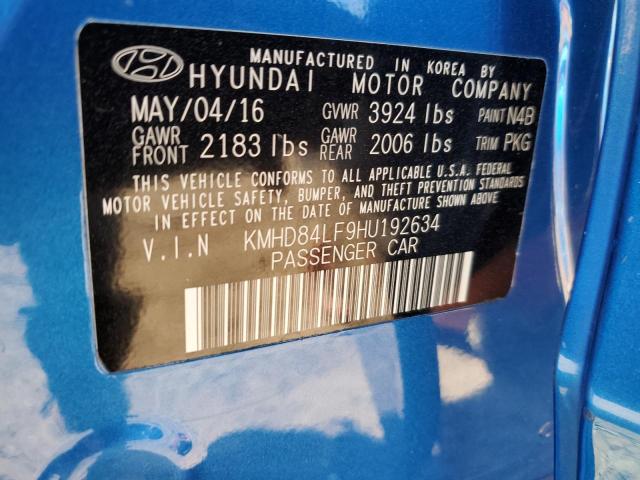 MANUFACTURED IN KOREA BY
HYUNDAI MOTOR COMPANY
MAY/04/16 GVWR 3924 lbs PAINT N4B
GAWR FRONT 2183 lbs GAWR REAR 2006 lbs TRIM PKG
THIS VEHICLE CONFORMS TO ALL APPLICABLE U.S.A. FEDERAL
MOTOR VEHICLE SAFETY, BUMPER, AND THEFT PREVENTION STANDARDS
IN EFFECT ON THE DATE OF MANUFACTURE SHOWN ABOVE.
V.I.N KMHD84LF9HU192634
PASSENGER CAR